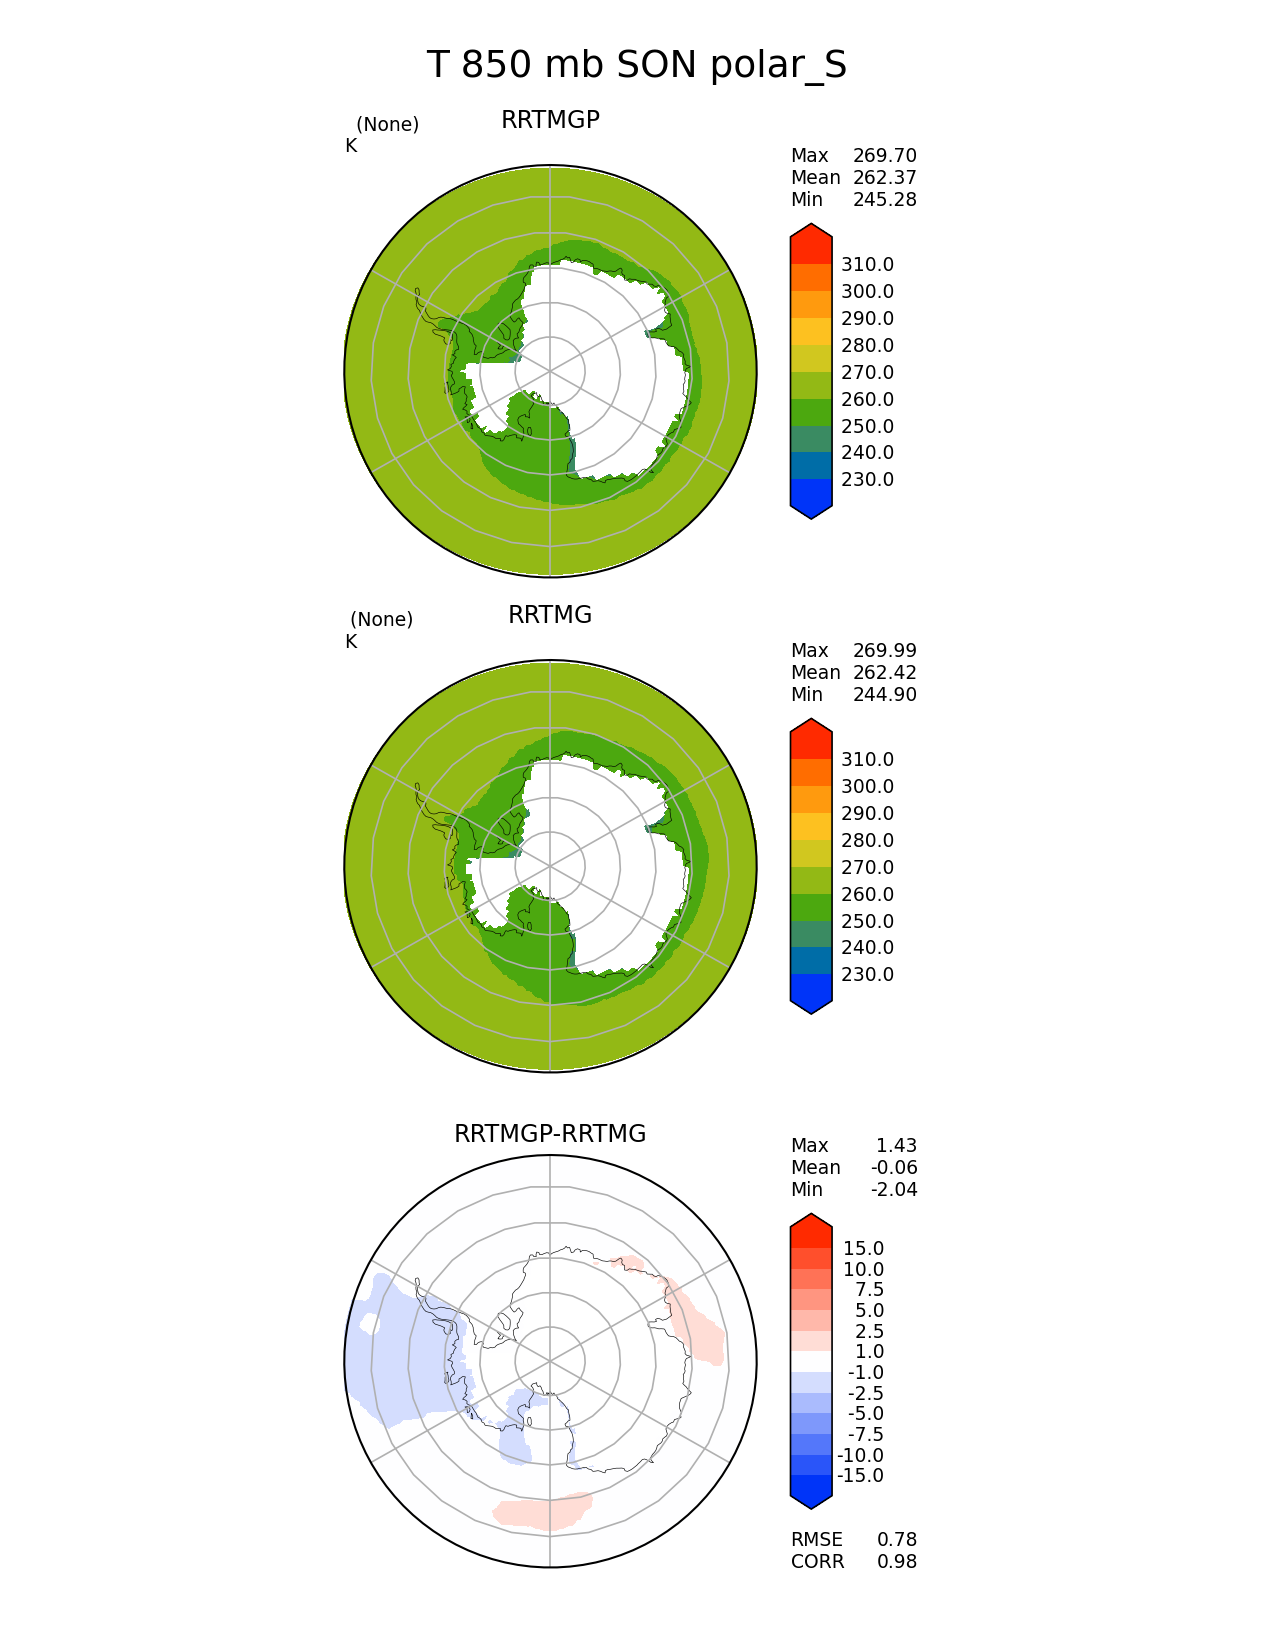 T 850 mb SON polar_S
(None)
RRTMGP
K
Max 269.70
Mean 262.37
Min 245.28
310.0
300.0
290.0
280.0
270.0
260.0
250.0
240.0
230.0
(None)
RRTMG
K
Max 269.99
Mean 262.42
Min 244.90
310.0
300.0
290.0
280.0
270.0
260.0
250.0
240.0
230.0
RRTMGP-RRTMG
Max 1.43
Mean -0.06
Min -2.04
15.0
10.0
7.5
5.0
2.5
1.0
-1.0
-2.5
-5.0
-7.5
-10.0
-15.0
RMSE 0.78
CORR 0.98